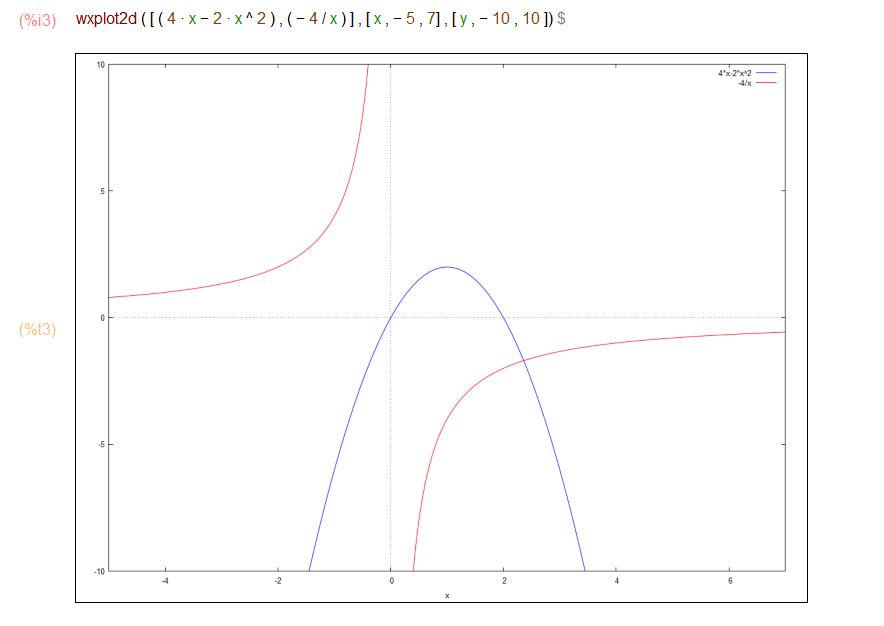 (%i3) wxplot2d([(4·x−2·x^2),(−4/x)],[x,−5,7],[y,−10,10])$
4*x-2*x^2
-4/x
10
5
0
-5
-10
(%t3)
-4 -2 0 2 4 6
x